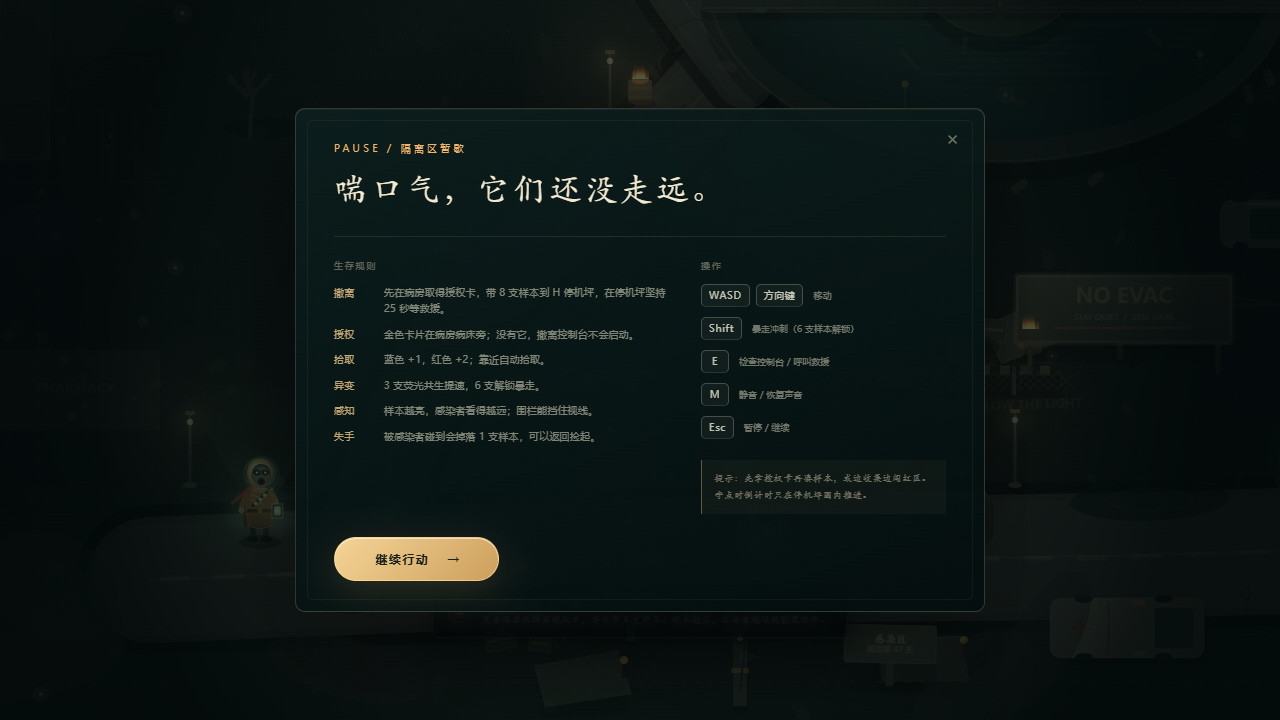 PAUSE / 隔离区暂歇
×
喘口气，它们还没走远。
生存规则
撤离 先在病房取得授权卡，带 8 支样本到 H 停机坪，在停机坪坚持
25 秒等救援。
授权 金色卡片在病房病床旁；没有它，撤离控制台不会启动。
拾取 蓝色 +1，红色 +2；靠近自动拾取。
异变 3 支荧光共生提速，6 支解锁暴走。
感知 样本越亮，感染者看得越远；围栏能挡住视线。
失手 被感染者碰到会掉落 1 支样本，可以返回捡起。
操作
WASD 方向键 移动
Shift 暴走冲刺（6 支样本解锁）
E 检查控制台 / 呼叫救援
M 静音 / 恢复声音
Esc 暂停 / 继续
提示：先拿授权卡再凑样本，或边收集边闯红区。
守点时倒计时只在停机坪圈内推进。
继续行动 →
NO EVAC
PHARMACY
感染区